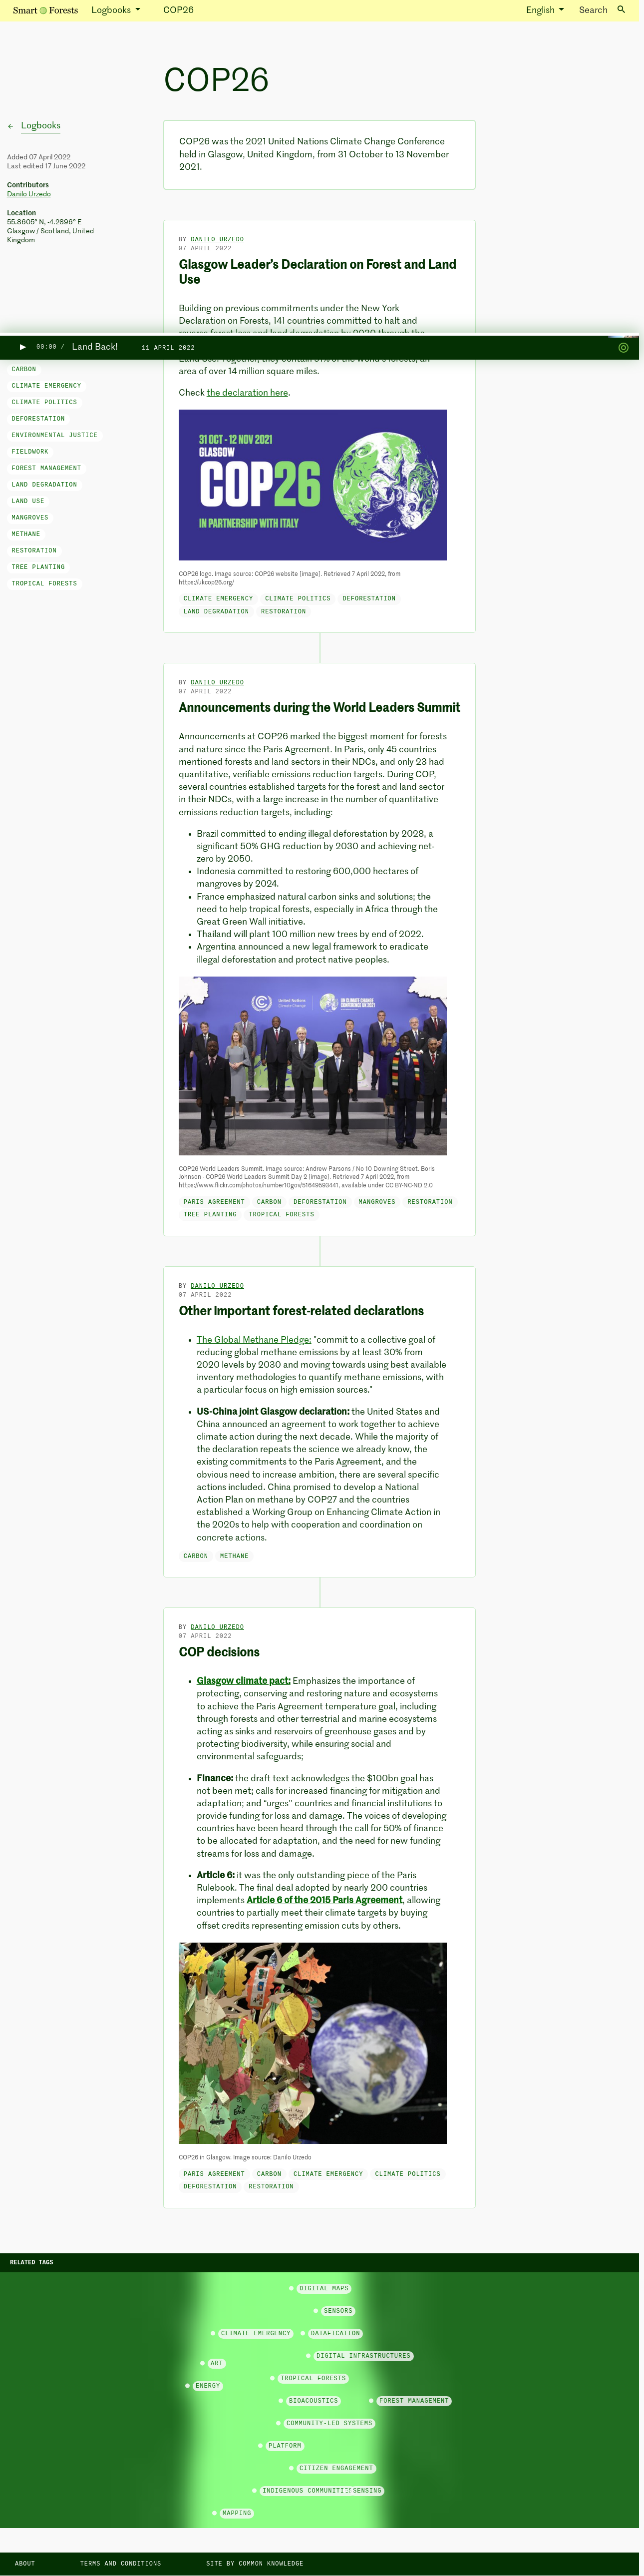 Smart Forests
Logbooks
COP26
English
Search
COP26
Logbooks
Added 07 April 2022
Last edited 17 June 2022
Contributors
Danilo Urzedo
Location
55.8605° N, -4.2896° E
Glasgow / Scotland, United
Kingdom
COP26 was the 2021 United Nations Climate Change Conference
held in Glasgow, United Kingdom, from 31 October to 13 November
2021.
BY DANILO URZEDO
07 APRIL 2022
Glasgow Leader's Declaration on Forest and Land
Use
Building on previous commitments under the New York
Declaration on Forests, 141 countries committed to halt and
00:00 /
Land Back!
11 APRIL 2022
area of over 14 million square miles.
Check the declaration here.
CARBON
CLIMATE EMERGENCY
CLIMATE POLITICS
DEFORESTATION
ENVIRONMENTAL JUSTICE
FIELDWORK
FOREST MANAGEMENT
LAND DEGRADATION
LAND USE
MANGROVES
METHANE
RESTORATION
TREE PLANTING
TROPICAL FORESTS
31 OCT - 12 NOV 2021
GLASGOW
COP26
IN PARTNERSHIP WITH ITALY
COP26 logo. Image source: COP26 website [image]. Retrieved 7 April 2022, from
https://ukcop26.org/
CLIMATE EMERGENCY CLIMATE POLITICS DEFORESTATION
LAND DEGRADATION RESTORATION
BY DANILO URZEDO
07 APRIL 2022
Announcements during the World Leaders Summit
Announcements at COP26 marked the biggest moment for forests
and nature since the Paris Agreement. In Paris, only 45 countries
mentioned forests and land sectors in their NDCs, and only 23 had
quantitative, verifiable emissions reduction targets. During COP,
several countries established targets for the forest and land sector
in their NDCs, with a large increase in the number of quantitative
emissions reduction targets, including:
Brazil committed to ending illegal deforestation by 2028, a
significant 50% GHG reduction by 2030 and achieving net-
zero by 2050.
Indonesia committed to restoring 600,000 hectares of
mangroves by 2024.
France emphasized natural carbon sinks and solutions; the
need to help tropical forests, especially in Africa through the
Great Green Wall initiative.
Thailand will plant 100 million new trees by end of 2022.
Argentina announced a new legal framework to eradicate
illegal deforestation and protect native peoples.
COP26 World Leaders Summit. Image source: Andrew Parsons / No 10 Downing Street. Boris
Johnson - COP26 World Leaders Summit Day 2 [image]. Retrieved 7 April 2022, from
https://www.flickr.com/photos/number10gov/51649593441, available under CC BY-NC-ND 2.0
PARIS AGREEMENT CARBON DEFORESTATION MANGROVES RESTORATION
TREE PLANTING TROPICAL FORESTS
BY DANILO URZEDO
07 APRIL 2022
Other important forest-related declarations
The Global Methane Pledge: "commit to a collective goal of
reducing global methane emissions by at least 30% from
2020 levels by 2030 and moving towards using best available
inventory methodologies to quantify methane emissions, with
a particular focus on high emission sources."
US-China joint Glasgow declaration: the United States and
China announced an agreement to work together to achieve
climate action during the next decade. While the majority of
the declaration repeats the science we already know, the
existing commitments to the Paris Agreement, and the
obvious need to increase ambition, there are several specific
actions included. China promised to develop a National
Action Plan on methane by COP27 and the countries
established a Working Group on Enhancing Climate Action in
the 2020s to help with cooperation and coordination on
concrete actions.
CARBON METHANE
BY DANILO URZEDO
07 APRIL 2022
COP decisions
Glasgow climate pact: Emphasizes the importance of
protecting, conserving and restoring nature and ecosystems
to achieve the Paris Agreement temperature goal, including
through forests and other terrestrial and marine ecosystems
acting as sinks and reservoirs of greenhouse gases and by
protecting biodiversity, while ensuring social and
environmental safeguards;
Finance: the draft text acknowledges the $100bn goal has
not been met; calls for increased financing for mitigation and
adaptation; and "urges" countries and financial institutions to
provide funding for loss and damage. The voices of developing
countries have been heard through the call for 50% of finance
to be allocated for adaptation, and the need for new funding
streams for loss and damage.
Article 6: it was the only outstanding piece of the Paris
Rulebook. The final deal adopted by nearly 200 countries
implements Article 6 of the 2015 Paris Agreement, allowing
countries to partially meet their climate targets by buying
offset credits representing emission cuts by others.
COP26 in Glasgow. Image source: Danilo Urzedo
PARIS AGREEMENT CARBON CLIMATE EMERGENCY CLIMATE POLITICS
DEFORESTATION RESTORATION
RELATED TAGS
DIGITAL MAPS
SENSORS
CLIMATE EMERGENCY
DATAFICATION
DIGITAL INFRASTRUCTURES
ART
TROPICAL FORESTS
ENERGY
BIOACOUSTICS
FOREST MANAGEMENT
COMMUNITY-LED SYSTEMS
PLATFORM
CITIZEN ENGAGEMENT
INDIGENOUS COMMUNITIES
SENSING
MAPPING
ABOUT
TERMS AND CONDITIONS
SITE BY COMMON KNOWLEDGE